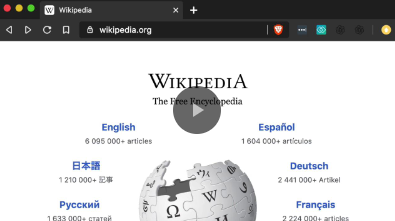 Wikipedia
wikipedia.org
WIKIPEDIA
The Free Encyclopedia
English
6 095 000+ articles
Español
1 604 000+ artículos
日本語
1 210 000+ 記事
Deutsch
2 441 000+ Artikel
Русский
1 633 000+ статей
Français
2 224 000+ articles
W
Ω
W